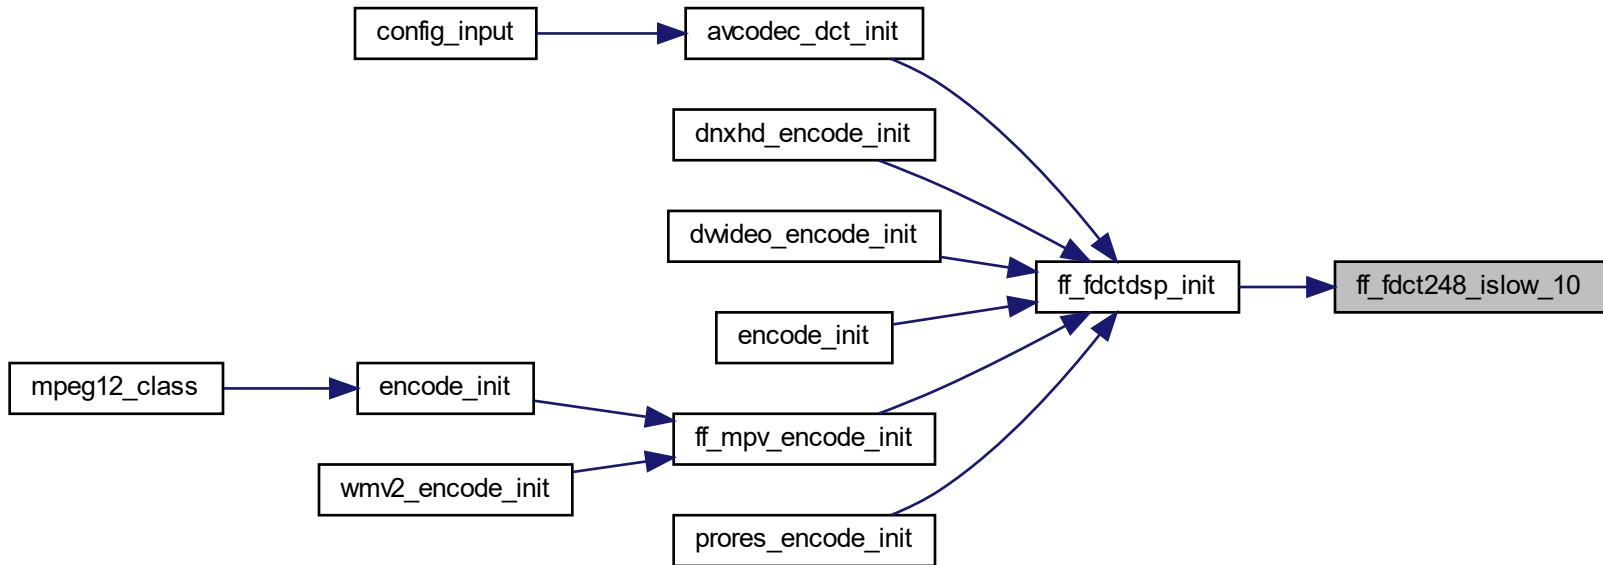 config_input
avcodec_dct_init
dnxhd_encode_init
dvvideo_encode_init
ff_fdctdsp_init
ff_fdct248_islow_10
encode_init
mpeg12_class
encode_init
ff_mpv_encode_init
wmv2_encode_init
prores_encode_init